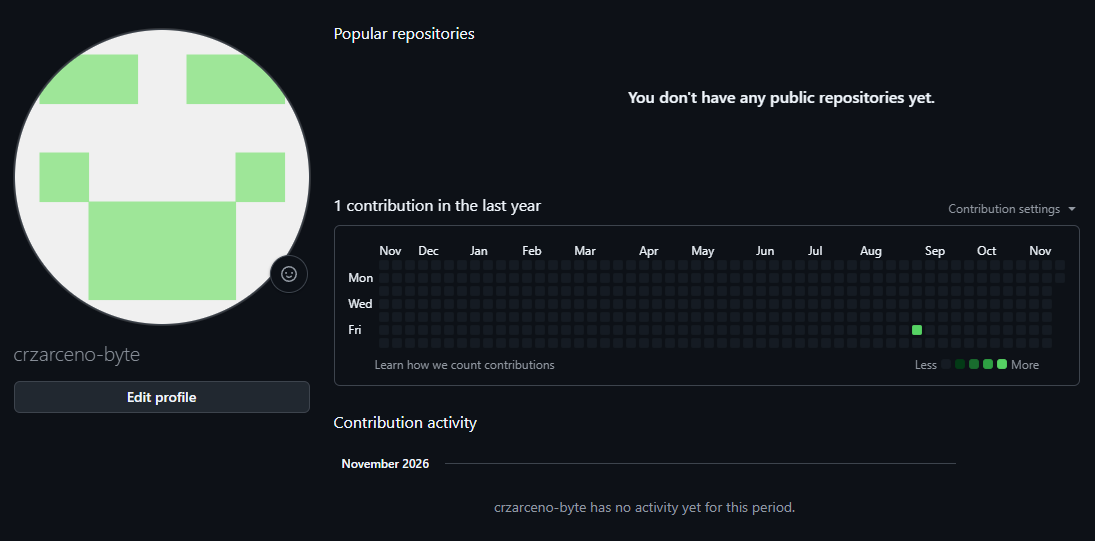 Popular repositories
You don't have any public repositories yet.
1 contribution in the last year
Contribution settings
Nov Dec Jan Feb Mar Apr May Jun Jul Aug Sep Oct Nov
Mon
Wed
Fri
Learn how we count contributions
Less More
crzarceno-byte
Edit profile
Contribution activity
November 2026
crzarceno-byte has no activity yet for this period.